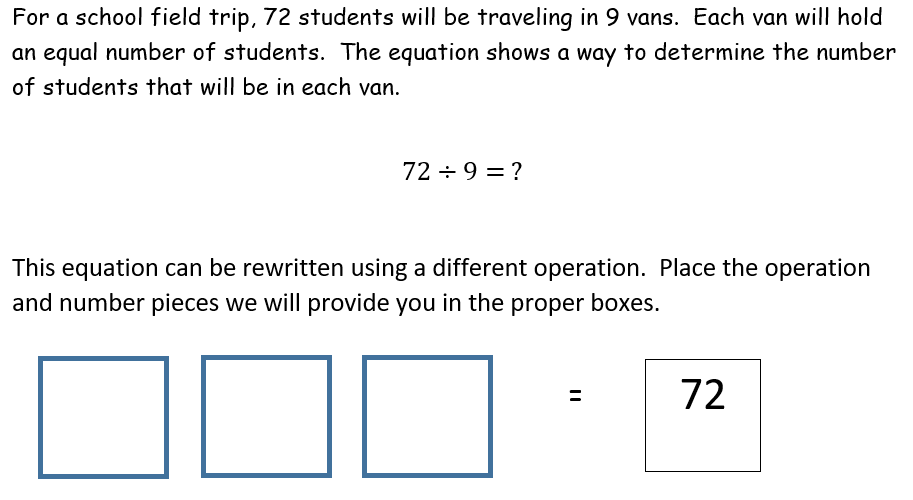 For a school field trip, 72 students will be traveling in 9 vans. Each van will hold
an equal number of students. The equation shows a way to determine the number
of students that will be in each van.
72 ÷ 9 = ?
This equation can be rewritten using a different operation. Place the operation
and number pieces we will provide you in the proper boxes.
= 72